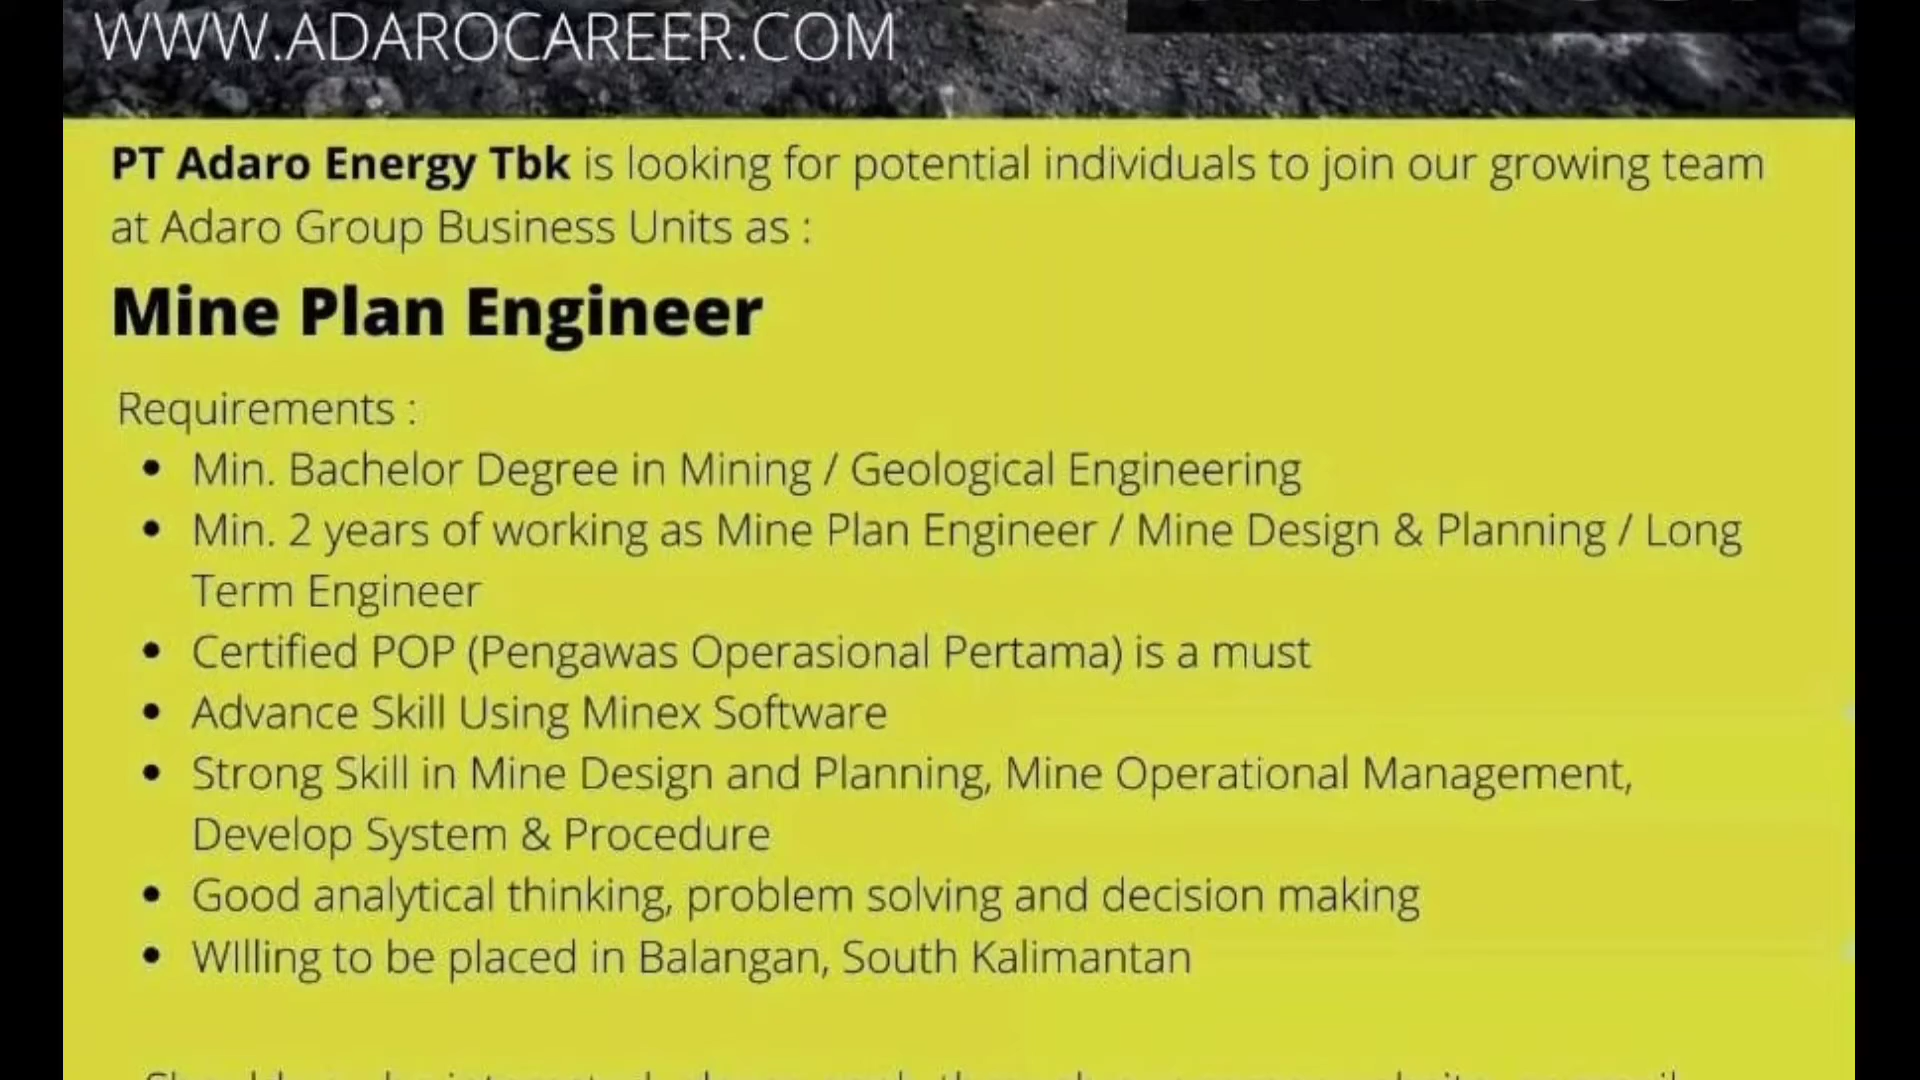 WWW.ADAROCAREER.COM
PT Adaro Energy Tbk is looking for potential individuals to join our growing team
at Adaro Group Business Units as :
Mine Plan Engineer
Requirements :
• Min. Bachelor Degree in Mining / Geological Engineering
• Min. 2 years of working as Mine Plan Engineer / Mine Design & Planning / Long
Term Engineer
• Certified POP (Pengawas Operasional Pertama) is a must
• Advance Skill Using Minex Software
• Strong Skill in Mine Design and Planning, Mine Operational Management,
Develop System & Procedure
• Good analytical thinking, problem solving and decision making
• WIlling to be placed in Balangan, South Kalimantan